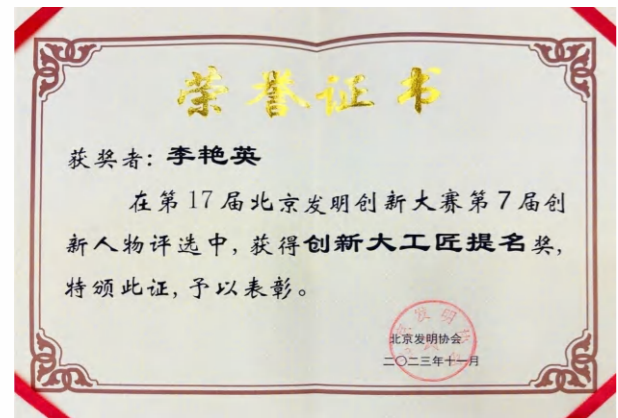 荣誉证书
获奖者：李艳英
在第17届北京发明创新大赛第7届创
新人物评选中，获得创新大工匠提名奖，
特颁此证，予以表彰。
北京发明协会
二〇二三年十一月